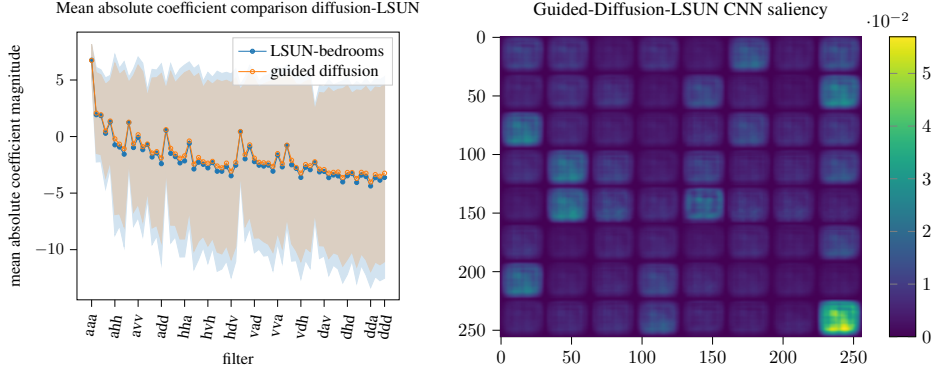 Mean absolute coefficient comparison diffusion-LSUN
mean absolute coefficient magnitude
5
0
−5
−10
LSUN-bedrooms
guided diffusion
aaa
ahh
avv
add
hha
hvh
hdv
vad
vva
vdh
dav
dhd
dda
ddd
filter
Guided-Diffusion-LSUN CNN saliency
0
50
100
150
200
250
0
50
100
150
200
250
·10−2
5
4
3
2
1
0